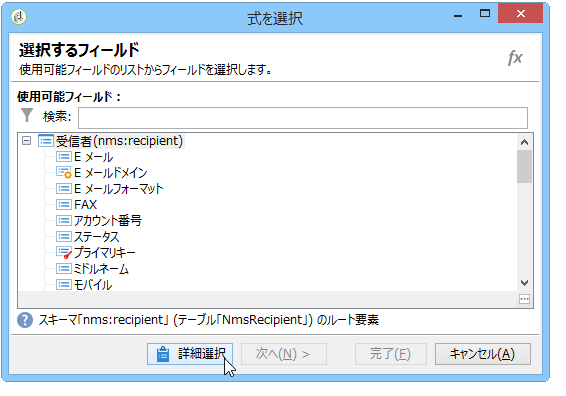 式を選択
選択するフィールド
使用可能フィールドのリストからフィールドを選択します。
fx
使用可能フィールド：
検索:
受信者(nms:recipient)
E メール
E メールドメイン
E メールフォーマット
FAX
アカウント番号
ステータス
プライマリキー
ミドルネーム
モバイル
スキーマ「nms:recipient」 (テーブル「NmsRecipient」) のルート要素
詳細選択 次へ(N) > 完了(F) キャンセル(A)